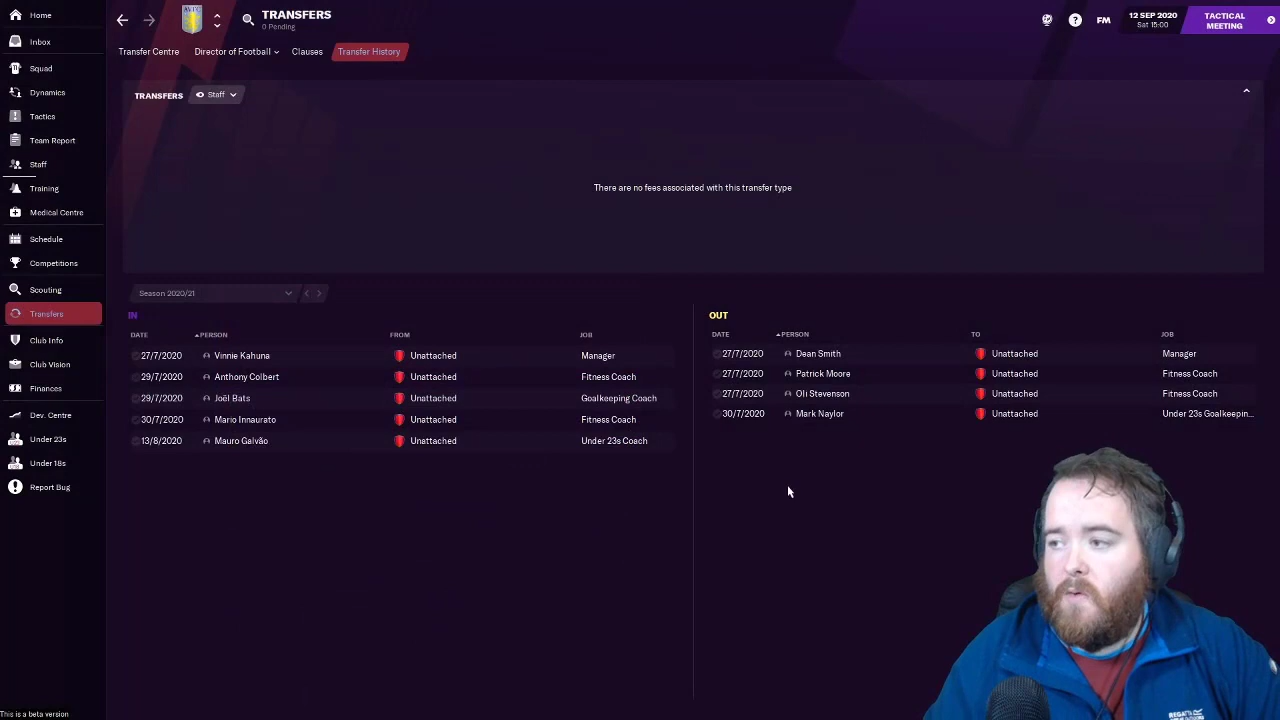 Home
Inbox
Squad
Dynamics
Tactics
Team Report
Staff
Training
Medical Centre
Schedule
Competitions
Scouting
Transfers
Club Info
Club Vision
Finances
Dev. Centre
Under 23s
Under 18s
Report Bug
This is a beta version
AVFC
TRANSFERS
0 Pending
FM
12 SEP 2020
Sat 15:00
TACTICAL
MEETING
Transfer Centre
Director of Football
Clauses
Transfer History
TRANSFERS
Staff
There are no fees associated with this transfer type
Season 2020/21
IN
DATE PERSON FROM JOB
27/7/2020 Vinnie Kahuna Unattached Manager
29/7/2020 Anthony Colbert Unattached Fitness Coach
29/7/2020 Joël Bats Unattached Goalkeeping Coach
30/7/2020 Mario Innaurato Unattached Fitness Coach
13/8/2020 Mauro Galvão Unattached Under 23s Coach
OUT
DATE PERSON TO JOB
27/7/2020 Dean Smith Unattached Manager
27/7/2020 Patrick Moore Unattached Fitness Coach
27/7/2020 Oli Stevenson Unattached Fitness Coach
30/7/2020 Mark Naylor Unattached Under 23s Goalkeepin...
REGATTA